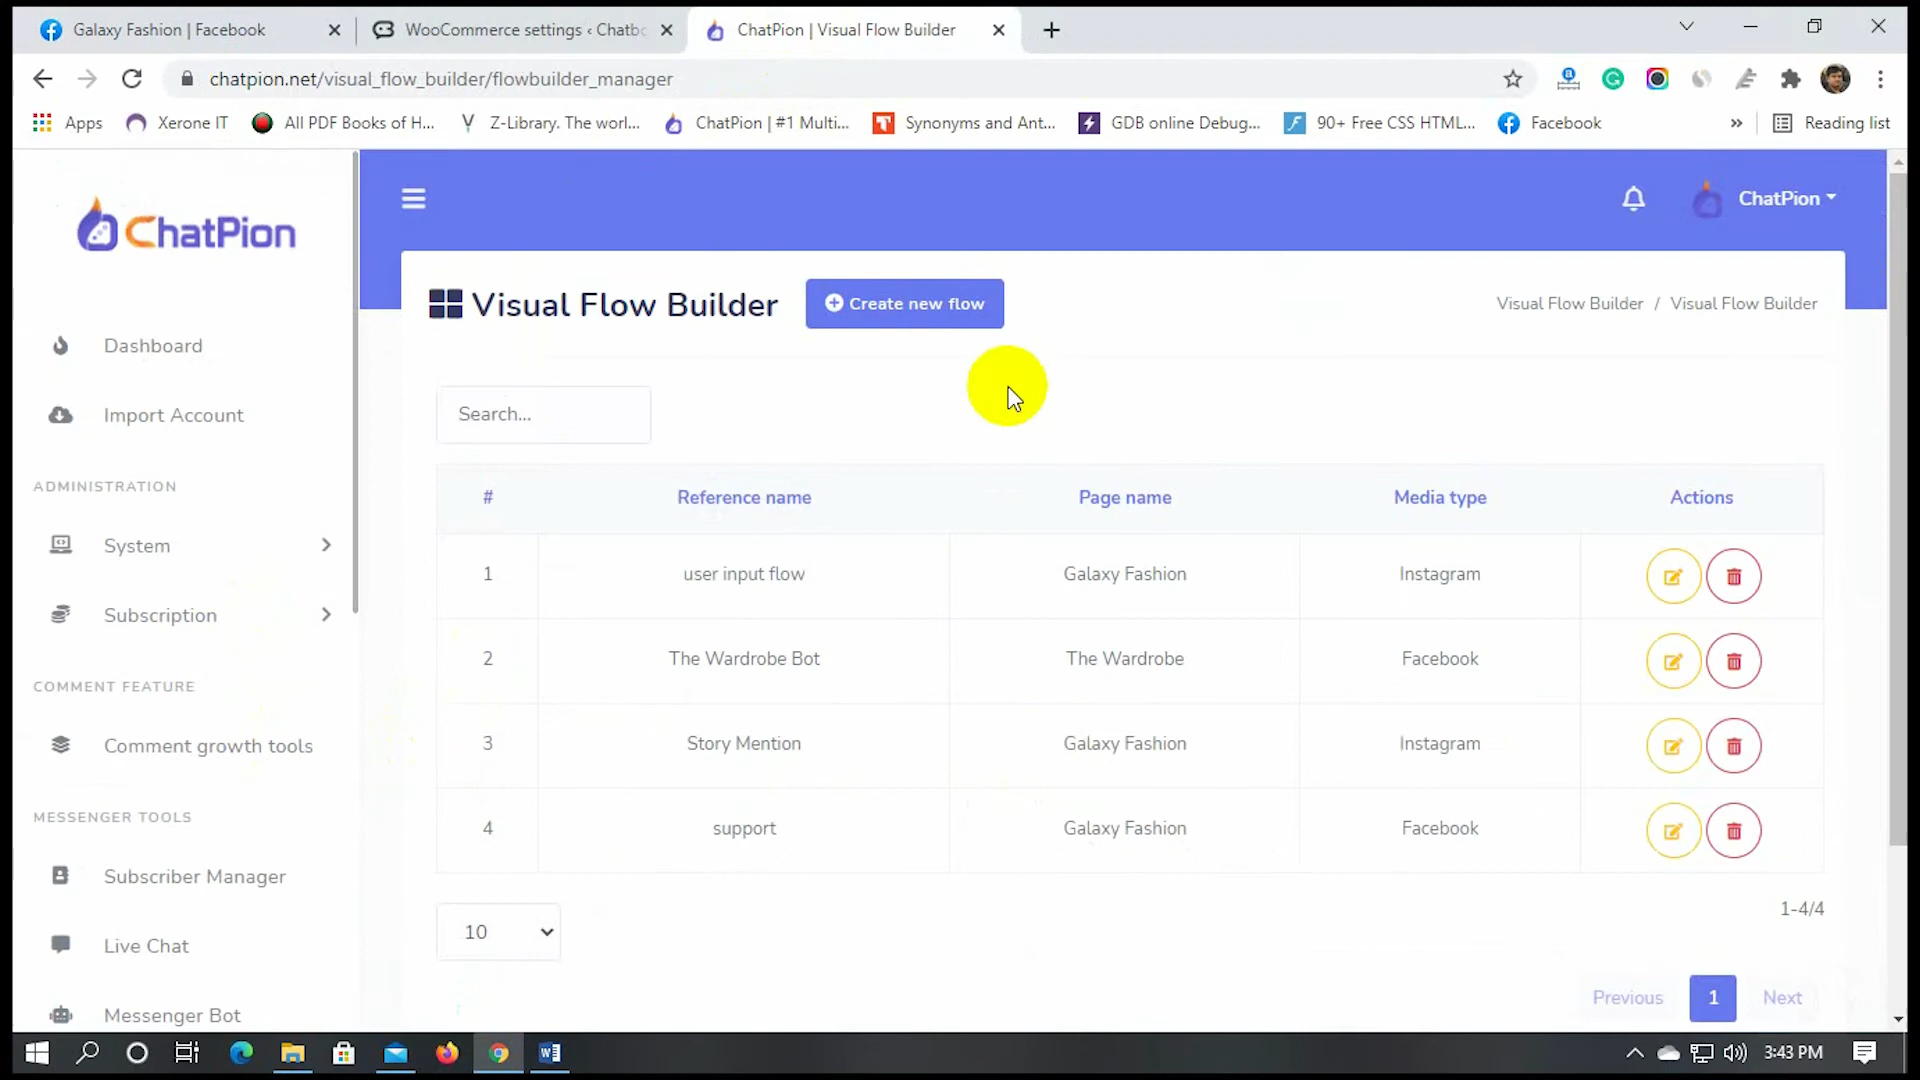 Galaxy Fashion | Facebook
WooCommerce settings ‹ Chatbo
ChatPion | Visual Flow Builder
chatpion.net/visual_flow_builder/flowbuilder_manager
Apps
Xerone IT
All PDF Books of H...
Z-Library. The worl...
ChatPion | #1 Multi...
Synonyms and Ant...
GDB online Debug...
90+ Free CSS HTML...
Facebook
»
Reading list
ChatPion
ChatPion
Visual Flow Builder
Create new flow
Visual Flow Builder / Visual Flow Builder
Dashboard
Import Account
ADMINISTRATION
System
Subscription
COMMENT FEATURE
Comment growth tools
MESSENGER TOOLS
Subscriber Manager
Live Chat
Messenger Bot
Search...
# Reference name Page name Media type Actions
1 user input flow Galaxy Fashion Instagram
2 The Wardrobe Bot The Wardrobe Facebook
3 Story Mention Galaxy Fashion Instagram
4 support Galaxy Fashion Facebook
10
1-4/4
Previous 1 Next
3:43 PM